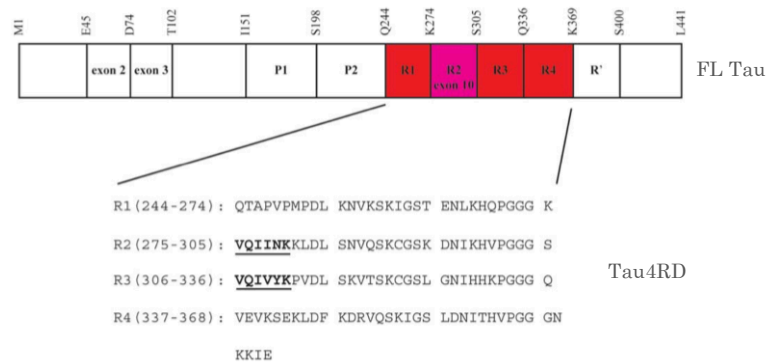 M1 E45 D74 T102 I151 S198 Q244 K274 S305 Q336 K369 S400 L441
exon 2 exon 3 P1 P2 R1 R2 exon 10 R3 R4 R' FL Tau
R1(244-274): QTAPVPMPDL KNVKSKIGST ENLKHQPGGG K
R2(275-305): VQIINKKLDL SNVQSKCGSK DNIKHVPGGG S
R3(306-336): VQIVYKPVDL SKVTSKCGSL GNIHHKPGGG Q
Tau4RD
R4(337-368): VEVKSEKLDF KDRVQSKIGS LDNITHVPGG GN
KKIE